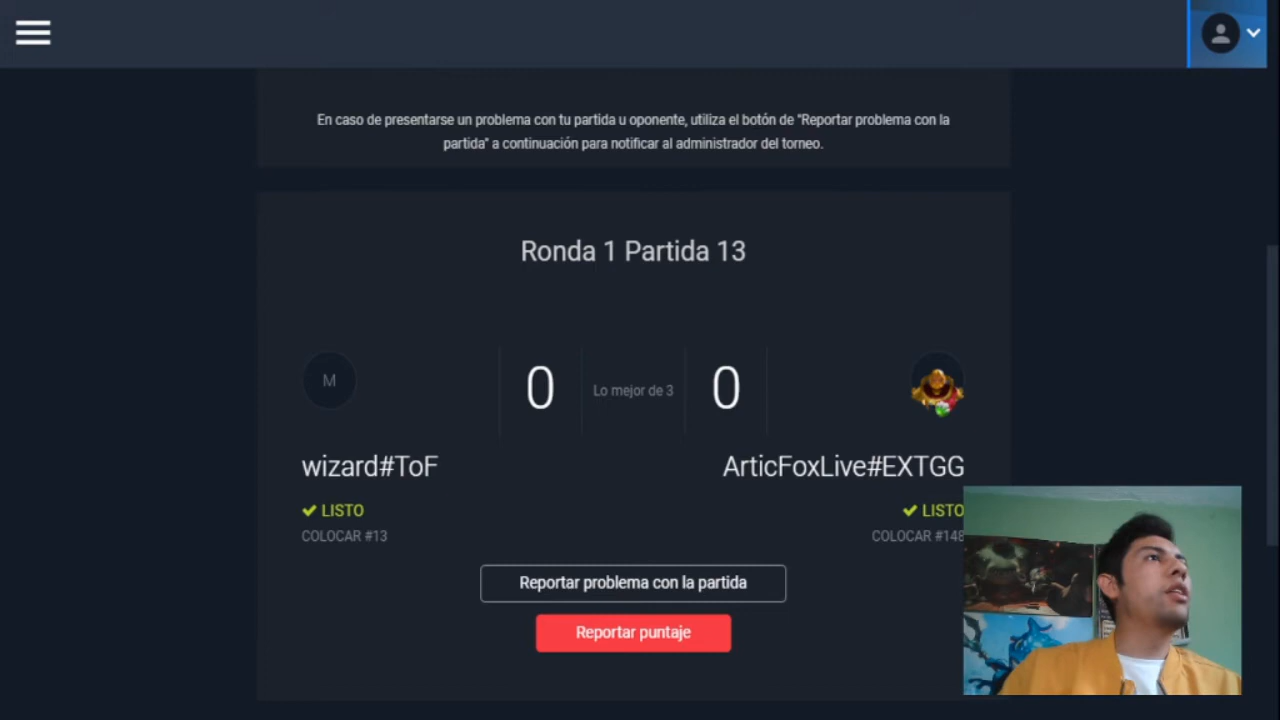 En caso de presentarse un problema con tu partida u oponente, utiliza el botón de "Reportar problema con la
partida" a continuación para notificar al administrador del torneo.
Ronda 1 Partida 13
M
0
Lo mejor de 3
0
wizard#ToF
ArticFoxLive#EXTGG
LISTO
LISTO
COLOCAR #13
COLOCAR #148
Reportar problema con la partida
Reportar puntaje